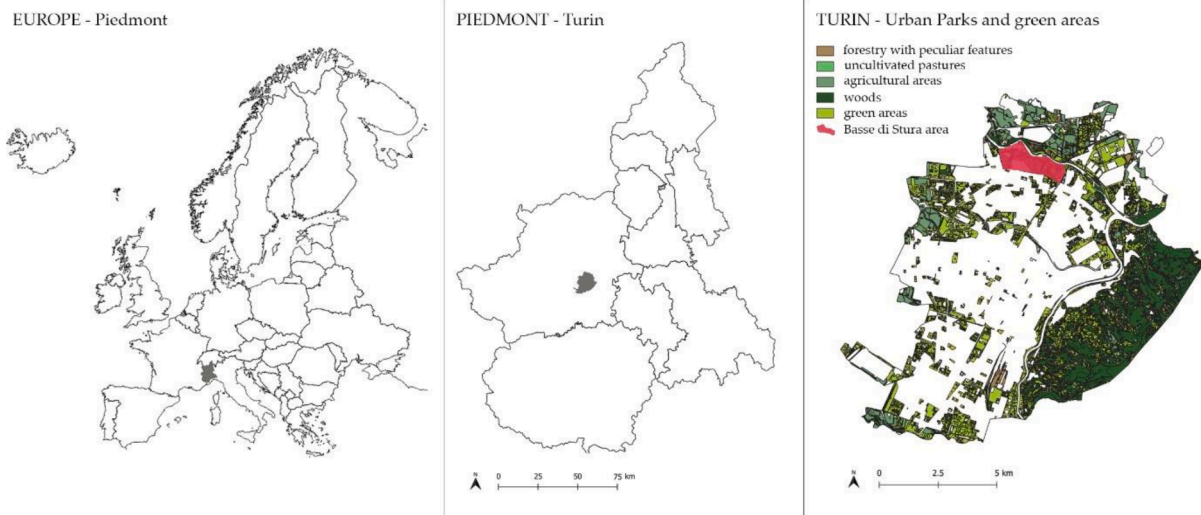 EUROPE - Piedmont
PIEDMONT - Turin
N
0 25 50 75 km
TURIN - Urban Parks and green areas
forestry with peculiar features
uncultivated pastures
agricultural areas
woods
green areas
Basse di Stura area
N
0 2.5 5 km